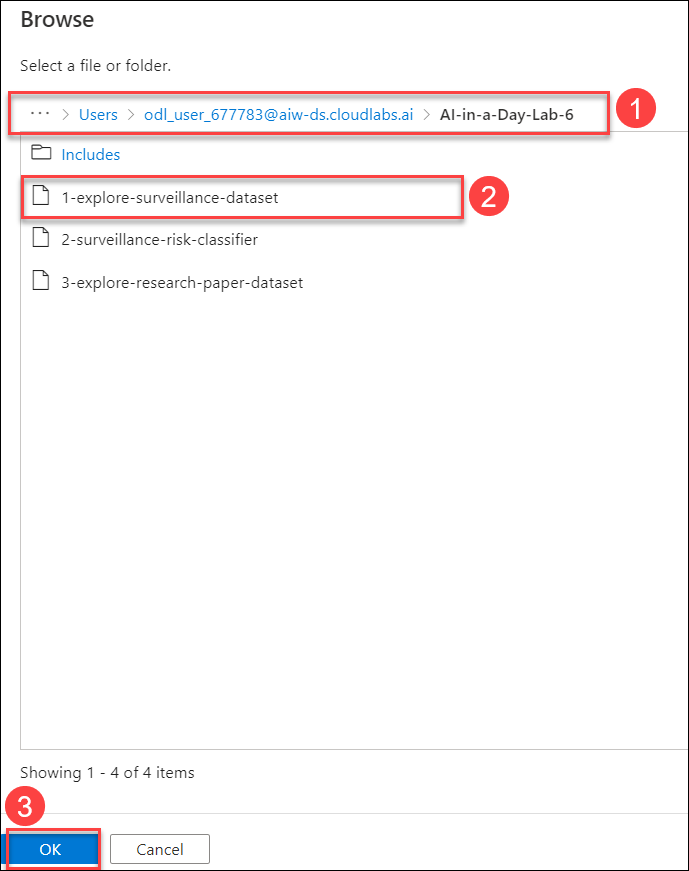 Browse
Select a file or folder.
··· > Users > odl_user_677783@aiw-ds.cloudlabs.ai > AI-in-a-Day-Lab-6
1
Includes
1-explore-surveillance-dataset
2
2-surveillance-risk-classifier
3-explore-research-paper-dataset
Showing 1 - 4 of 4 items
3
OK Cancel